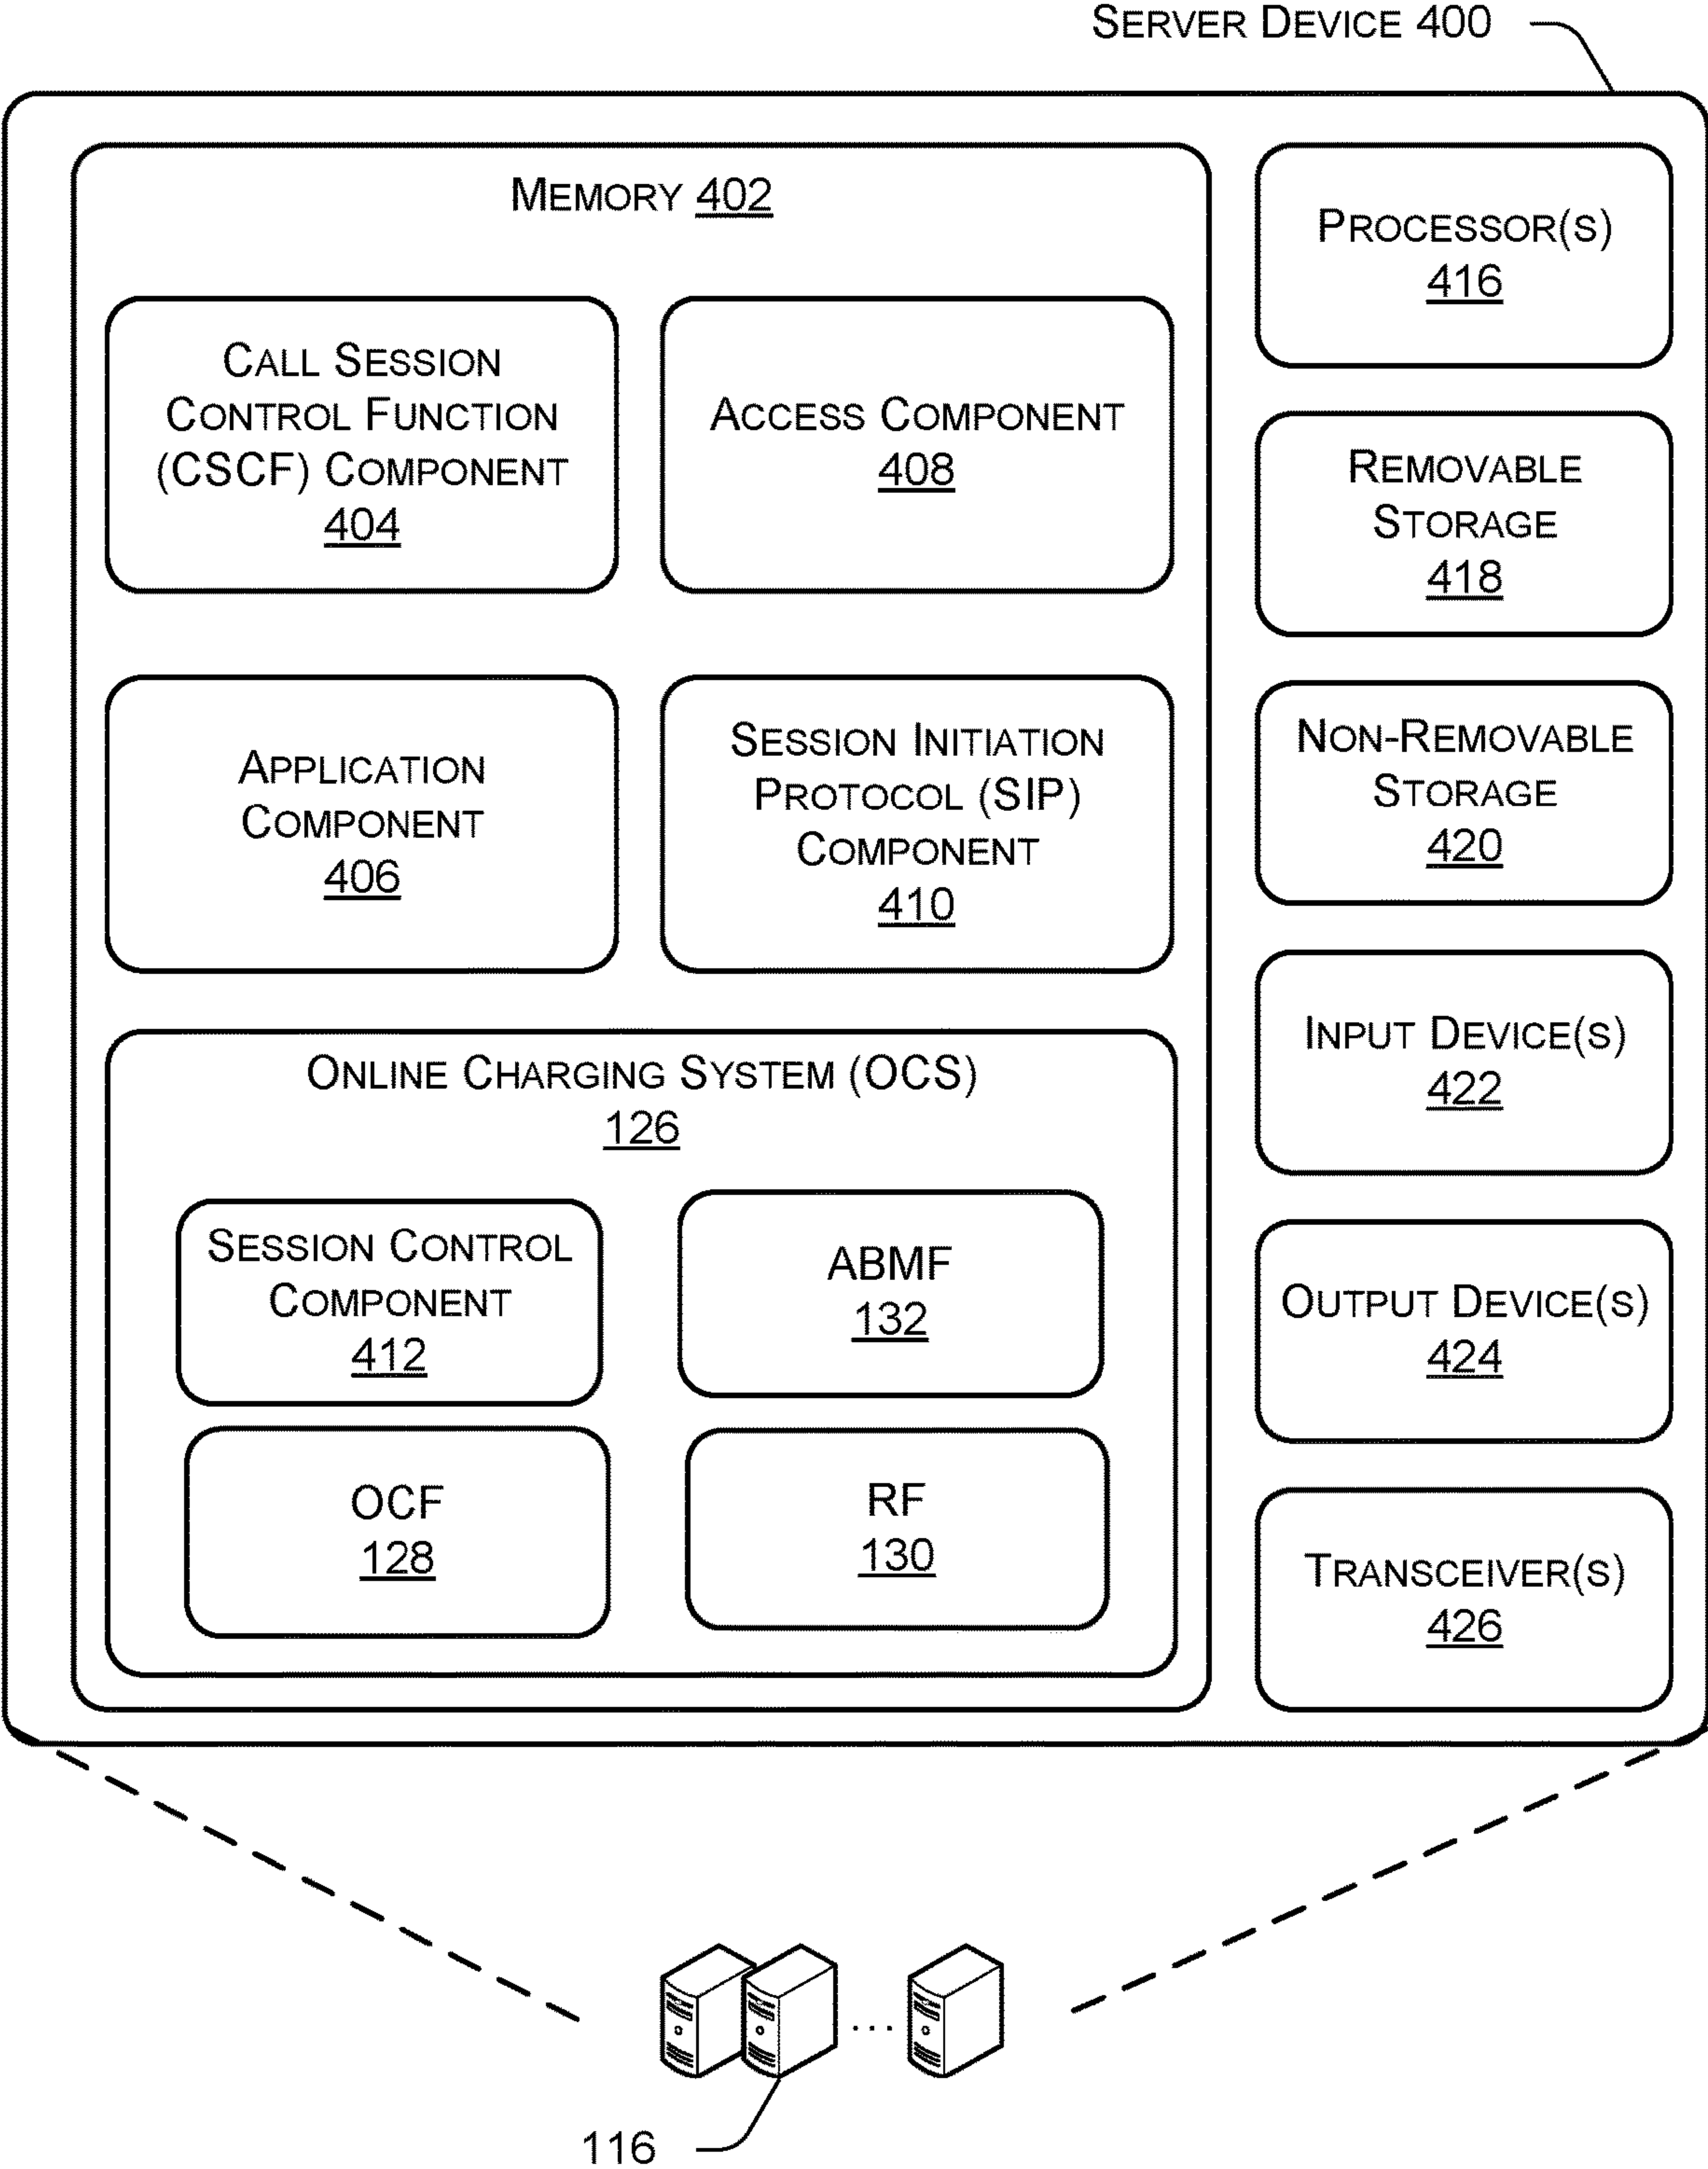 SERVER DEVICE 400
MEMORY 402
CALL SESSION
CONTROL FUNCTION
(CSCF) COMPONENT
404
ACCESS COMPONENT
408
APPLICATION
COMPONENT
406
SESSION INITIATION
PROTOCOL (SIP)
COMPONENT
410
ONLINE CHARGING SYSTEM (OCS)
126
SESSION CONTROL
COMPONENT
412
ABMF
132
OCF
128
RF
130
PROCESSOR(S)
416
REMOVABLE
STORAGE
418
NON-REMOVABLE
STORAGE
420
INPUT DEVICE(S)
422
OUTPUT DEVICE(S)
424
TRANSCEIVER(S)
426
...
116